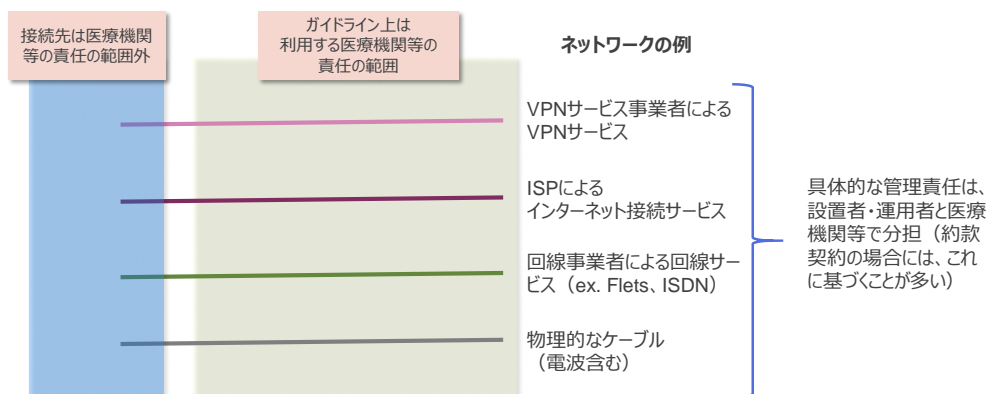 接続先は医療機関
等の責任の範囲外
ガイドライン上は
利用する医療機関等の
責任の範囲
ネットワークの例
VPNサービス事業者による
VPNサービス
ISPによる
インターネット接続サービス
回線事業者による回線サー
ビス（ex. Flets、ISDN）
物理的なケーブル
（電波含む）
具体的な管理責任は、
設置者・運用者と医療
機関等で分担（約款
契約の場合には、これ
に基づくことが多い）